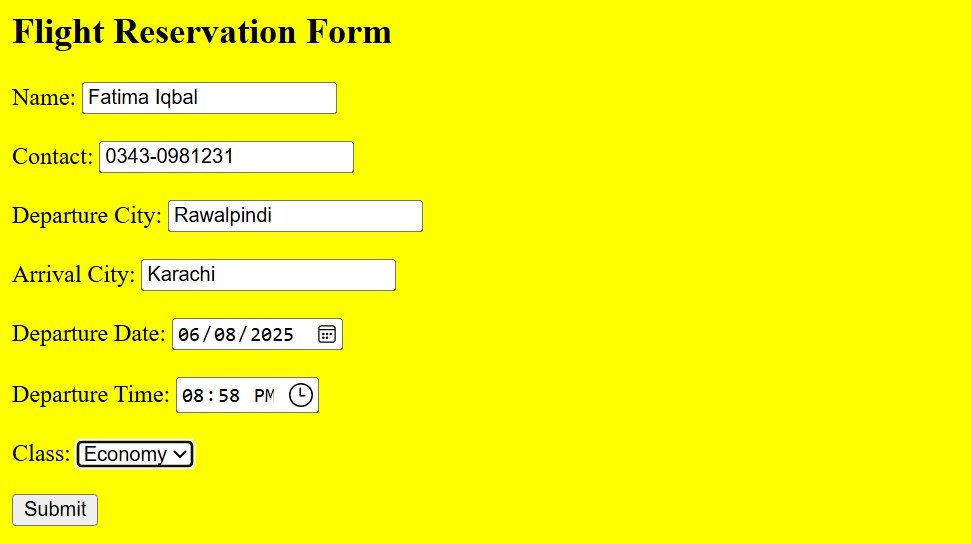 Flight Reservation Form
Name: Fatima Iqbal
Contact: 0343-0981231
Departure City: Rawalpindi
Arrival City: Karachi
Departure Date: 06/08/2025
Departure Time: 08:58 PM
Class: Economy
Submit